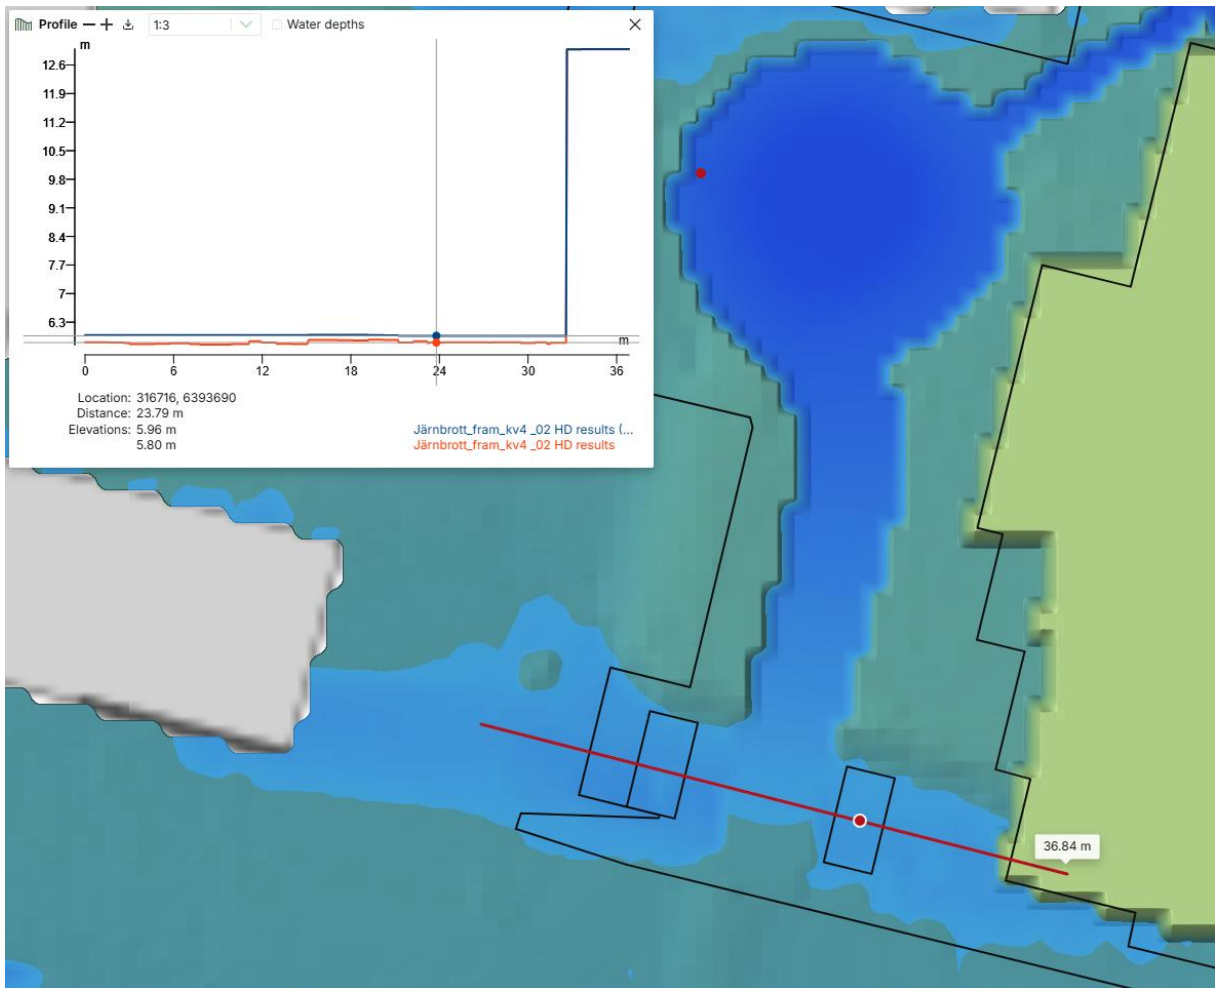 Profile
1:3
Water depths
m
12.6
11.9
11.2
10.5
9.8
9.1
8.4
7.7
7
6.3
m
0 6 12 18 24 30 36
Location: 316716, 6393690
Distance: 23.79 m
Elevations: 5.96 m Järnbrott_fram_kv4 _02 HD results (...
5.80 m Järnbrott_fram_kv4 _02 HD results
36.84 m